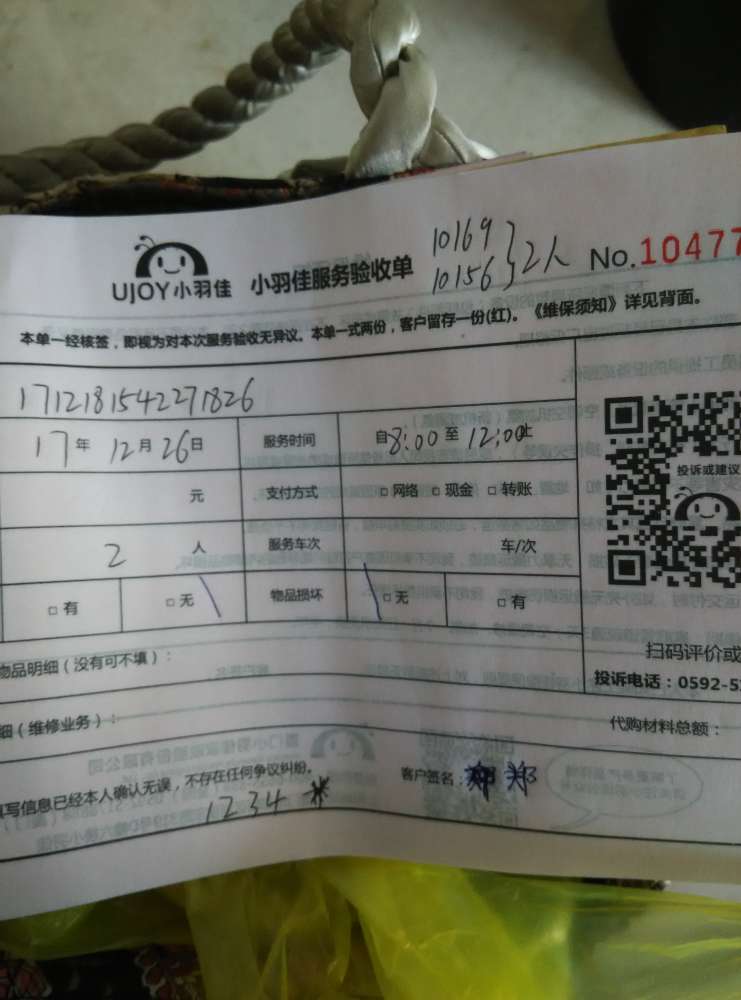 UJOY小羽佳 小羽佳服务验收单 10169 10156 }2人 No.10477
本单一经核签，即视为对本次服务验收无异议。本单一式两份，客户留存一份(红)。《维保须知》详见背面。
1712181542271826
17年12月26日 服务时间 自8:00至12:00止
元 支付方式 □网络 □现金 □转账
投诉或建议
2人 服务车次 车/次
□有 □无 物品损坏 □无 □有
物品明细（没有可不填）：
扫码评价或
投诉电话：0592-5
细（维修业务）：
代购材料总额：
填写信息已经本人确认无误，不存在任何争议纠纷。
客户签名：郑
1234*